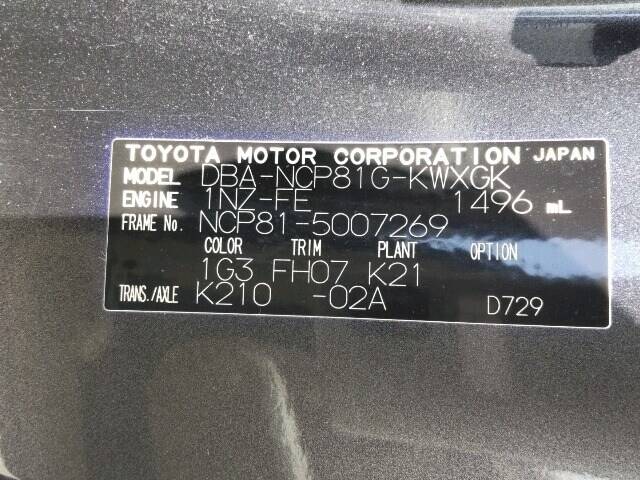 TOYOTA MOTOR CORPORATION JAPAN
MODEL DBA-NCP81G-KWXGK
ENGINE 1NZ-FE 1496 mL
FRAME No. NCP81-5007269
COLOR TRIM PLANT OPTION
1G3 FH07 K21
TRANS./AXLE K210 -02A D729